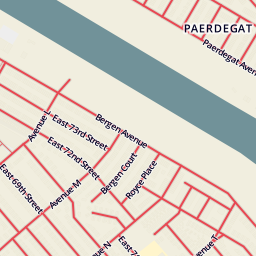 PAERDEGAT
Paerdegat Av
Bergen Avenue
East 73rd Street
Avenue L
East 72nd Street
Bergen Court
Royce Place
East 69th Street
Avenue M
Avenue N
East 7
Avenue T